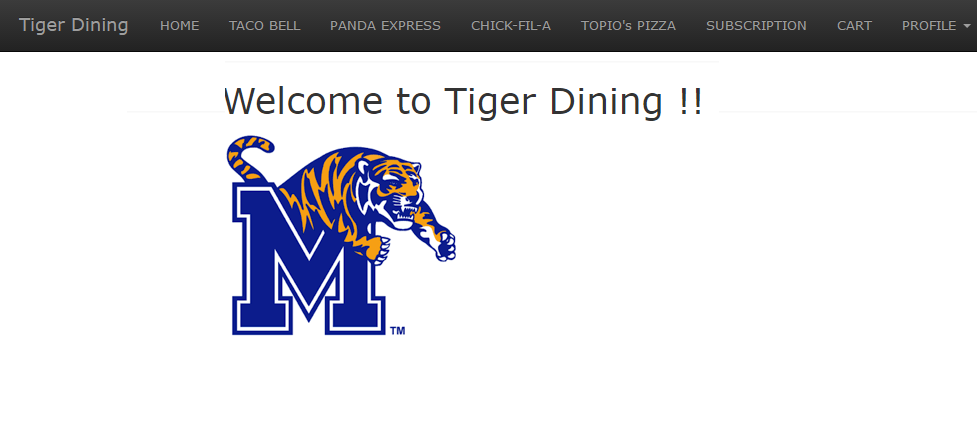 Tiger Dining HOME TACO BELL PANDA EXPRESS CHICK-FIL-A TOPIO's PIZZA SUBSCRIPTION CART PROFILE
Welcome to Tiger Dining !!
M
TM